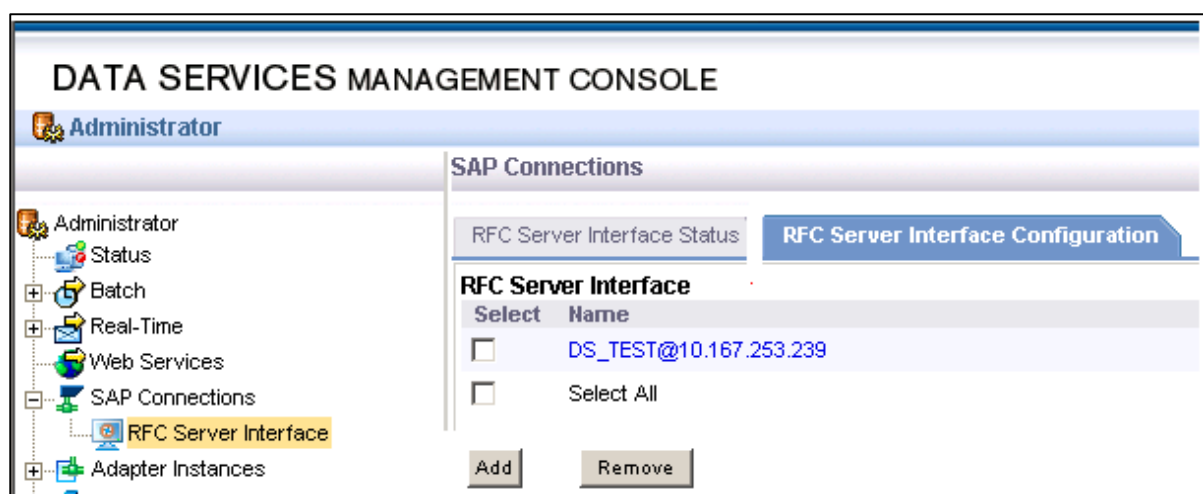 DATA SERVICES MANAGEMENT CONSOLE
Administrator
SAP Connections
Administrator
Status
Batch
Real-Time
Web Services
SAP Connections
RFC Server Interface
Adapter Instances
RFC Server Interface Status
RFC Server Interface Configuration
RFC Server Interface
Select Name
DS_TEST@10.167.253.239
Select All
Add Remove